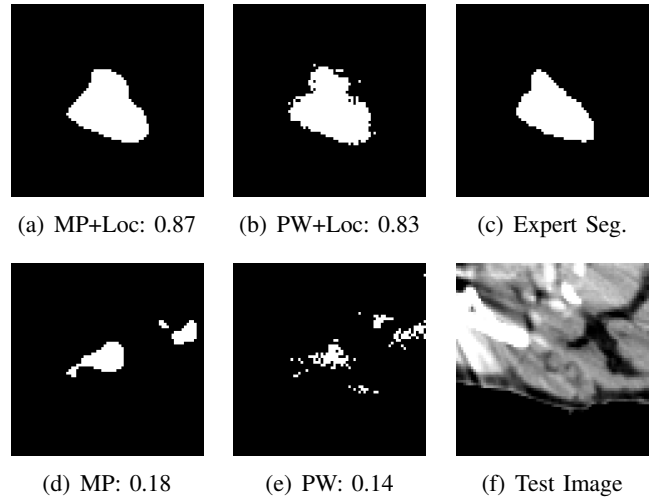 (a) MP+Loc: 0.87 (b) PW+Loc: 0.83 (c) Expert Seg.
(d) MP: 0.18 (e) PW: 0.14 (f) Test Image